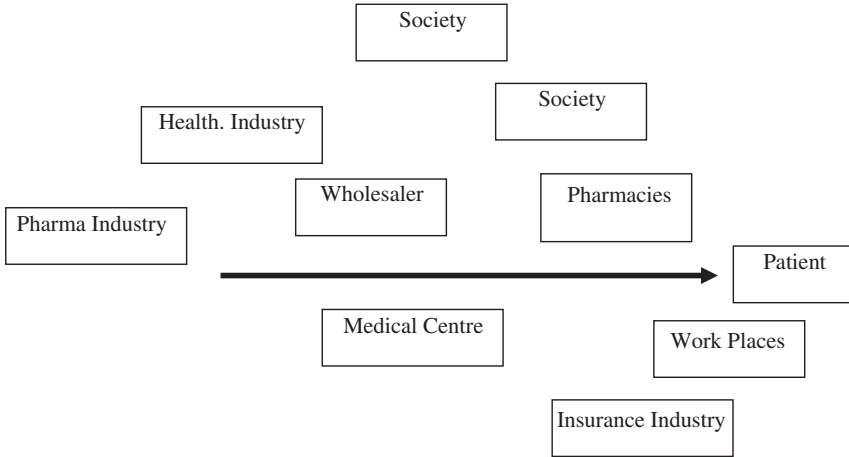 Society
Society
Health. Industry
Wholesaler
Pharmacies
Pharma Industry
Patient
Medical Centre
Work Places
Insurance Industry